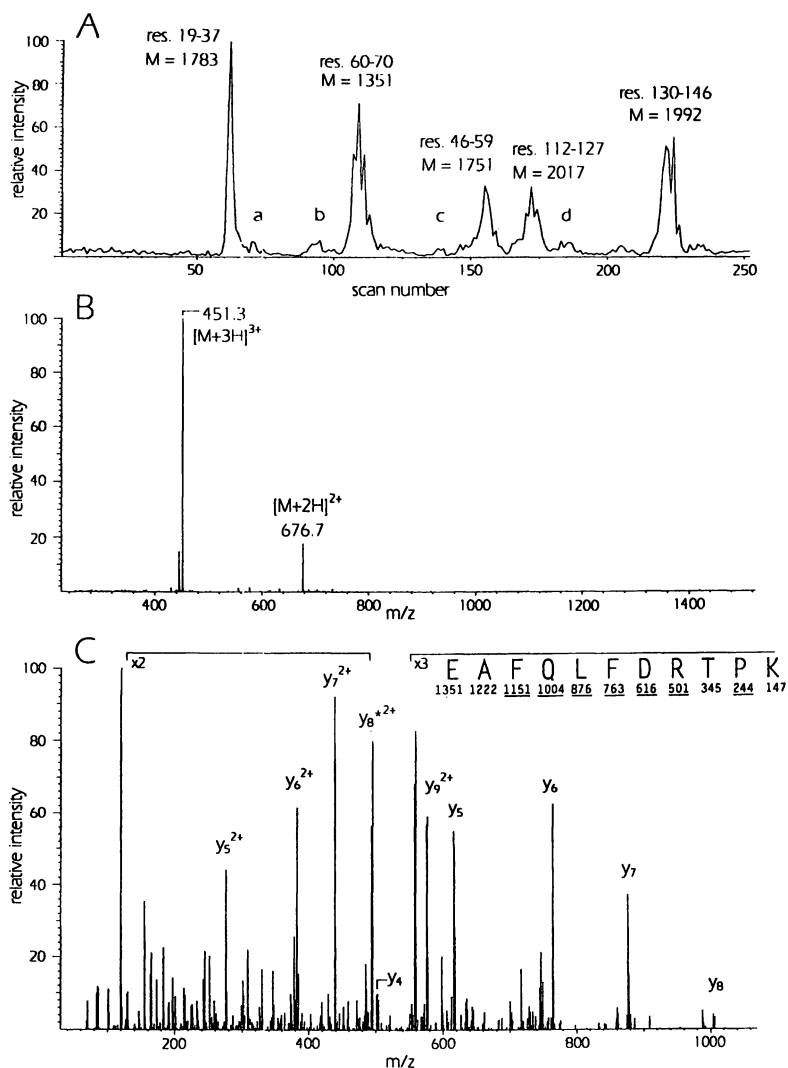 A
res. 19-37
M = 1783
res. 60-70
M = 1351
res. 46-59
M = 1751
res. 112-127
M = 2017
res. 130-146
M = 1992
a
b
c
d
relative intensity
100
80
60
40
20
50
100
150
200
250
scan number
B
451.3
[M+3H]³⁺
[M+2H]²⁺
676.7
relative intensity
100
80
60
40
20
400
600
800
1000
1200
1400
m/z
C
x2
x3
E A F Q L F D R T P K
1351 1222 1151 1004 876 763 616 501 345 244 147
y₇²⁺
y₈*²⁺
y₆²⁺
y₉²⁺
y₅
y₆
y₅²⁺
y₇
y₄
y₈
relative intensity
100
80
60
40
20
200
400
600
800
1000
m/z